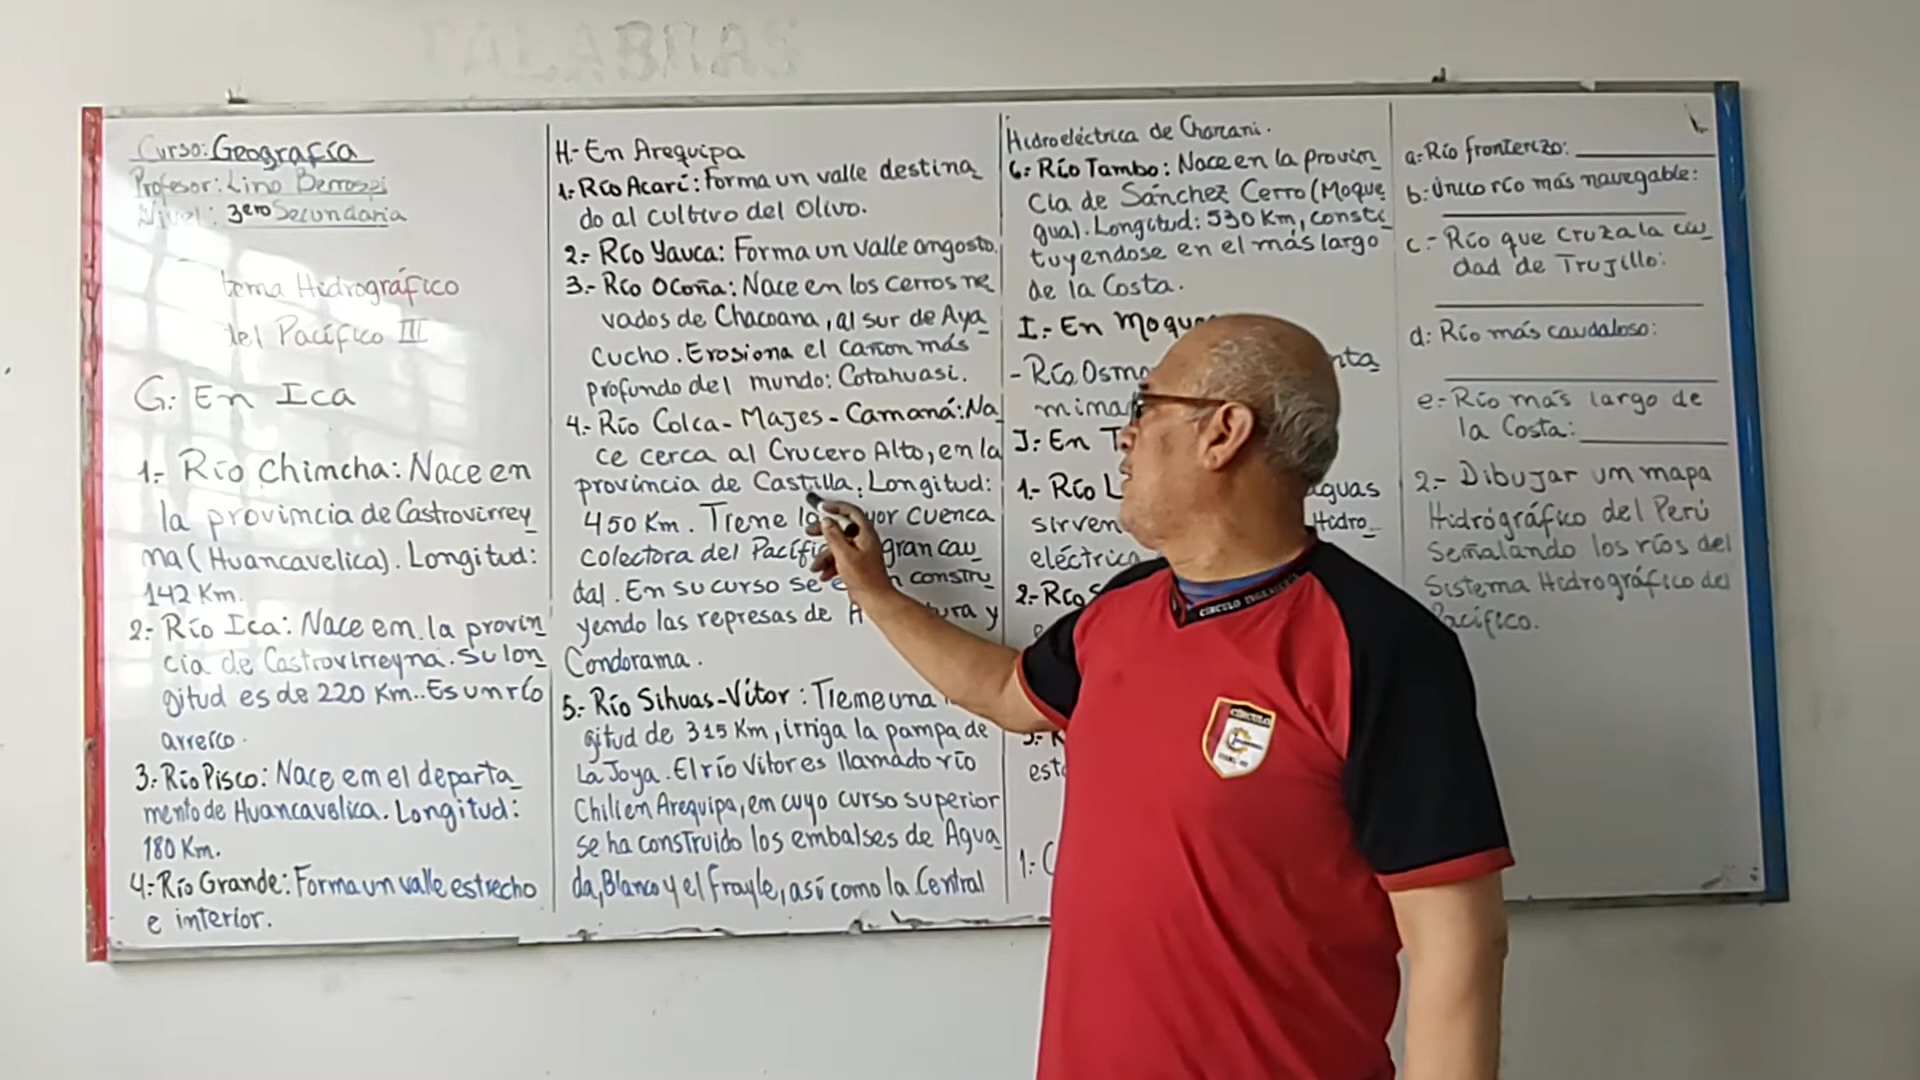 PALABRAS
Curso: Geografía
Profesor: Lino Berrospi
Nivel: 3ero Secundaria
tema Hidrográfico
del Pacífico III
G.- En Ica
1.- Río Chimcha: Nace en
la provincia de Castrovirrey
na (Huancavelica). Longitud:
142 Km.
2.- Río Ica: Nace en la provin
cia de Castrovirreyna. Su lon
gitud es de 220 Km.. Es un río
arreico.
3.- Río Pisco: Nace en el departa
mento de Huancavelica. Longitud:
180 Km.
4.- Río Grande: Forma un valle estrecho
e interior.
H.- En Arequipa
1.- Río Acarí: Forma un valle destina
do al cultivo del Olivo.
2.- Río Yauca: Forma un valle angosto.
3.- Río Ocoña: Nace en los cerros ne
vados de Chacoana, al sur de Aya
cucho. Erosiona el cañon más
profundo del mundo: Cotahuasi.
4.- Río Colca-Majes-Camaná: Na
ce cerca al Crucero Alto, en la
provincia de Castilla. Longitud:
450 Km. Tiene cuenca
colectora del gran cau
dal. En su curso se constru
yendo las represas de y
Condorama.
5.- Río Sihuas-Vítor: Tiene una
gitud de 315 Km, irriga la pampa de
La Joya. El río Vitor es llamado río
Chili en Arequipa, en cuyo curso superior
se ha construido los embalses de Agua
da, Blanco y el Frayle, así como la Central
Hidroeléctrica de Charcani.
6.- Río Tambo: Nace en la provin
cia de Sánchez Cerro (Moque
gua). Longitud: 530 Km, consti
tuyendose en el más largo
de la Costa.
I.- En
- Río
J.- En
1.- Río aguas
sirven Hidro
eléctrica
2.- Río
1.-
a.- Río fronterizo:
b.- Único río más navegable:
c.- Río que cruza la ciu
dad de Trujillo:
d.- Río más caudaloso:
e.- Río más largo de
la Costa:
2.- Dibujar un mapa
Hidrógráfico del Perú
señalando los ríos del
Sistema Hidrográfico del
Pacífico.
CÍRCULO
CÍRCULO